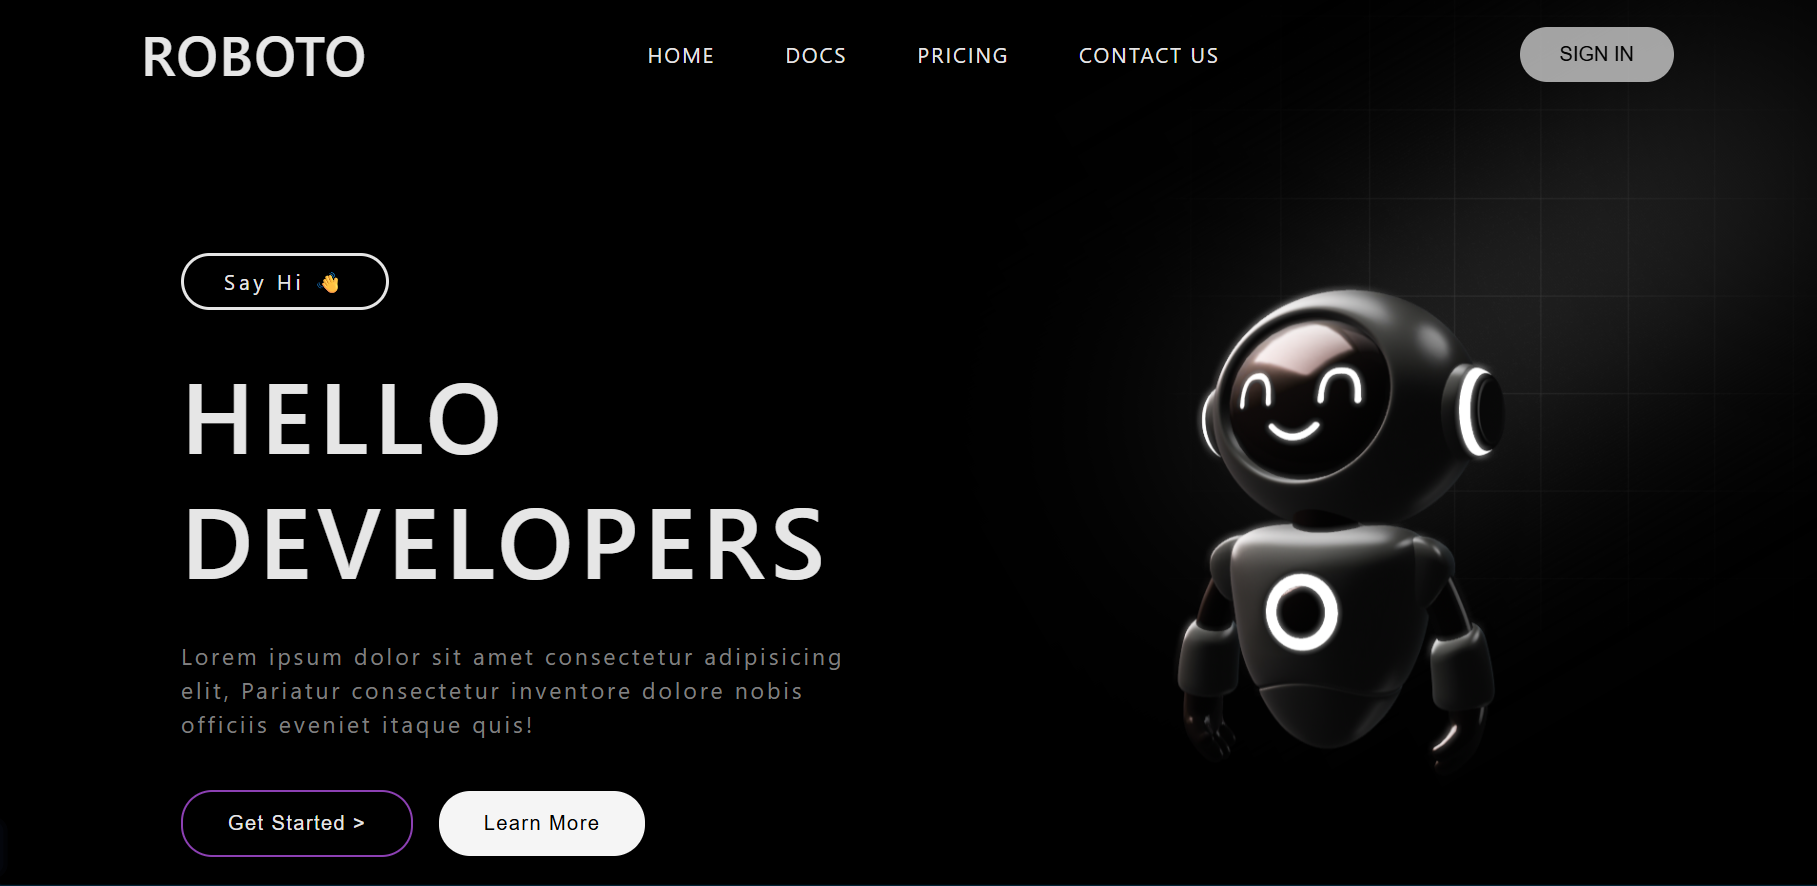 ROBOTO
HOME
DOCS
PRICING
CONTACT US
SIGN IN
Say Hi 👋
HELLO
DEVELOPERS
Lorem ipsum dolor sit amet consectetur adipisicing
elit, Pariatur consectetur inventore dolore nobis
officiis eveniet itaque quis!
Get Started >
Learn More